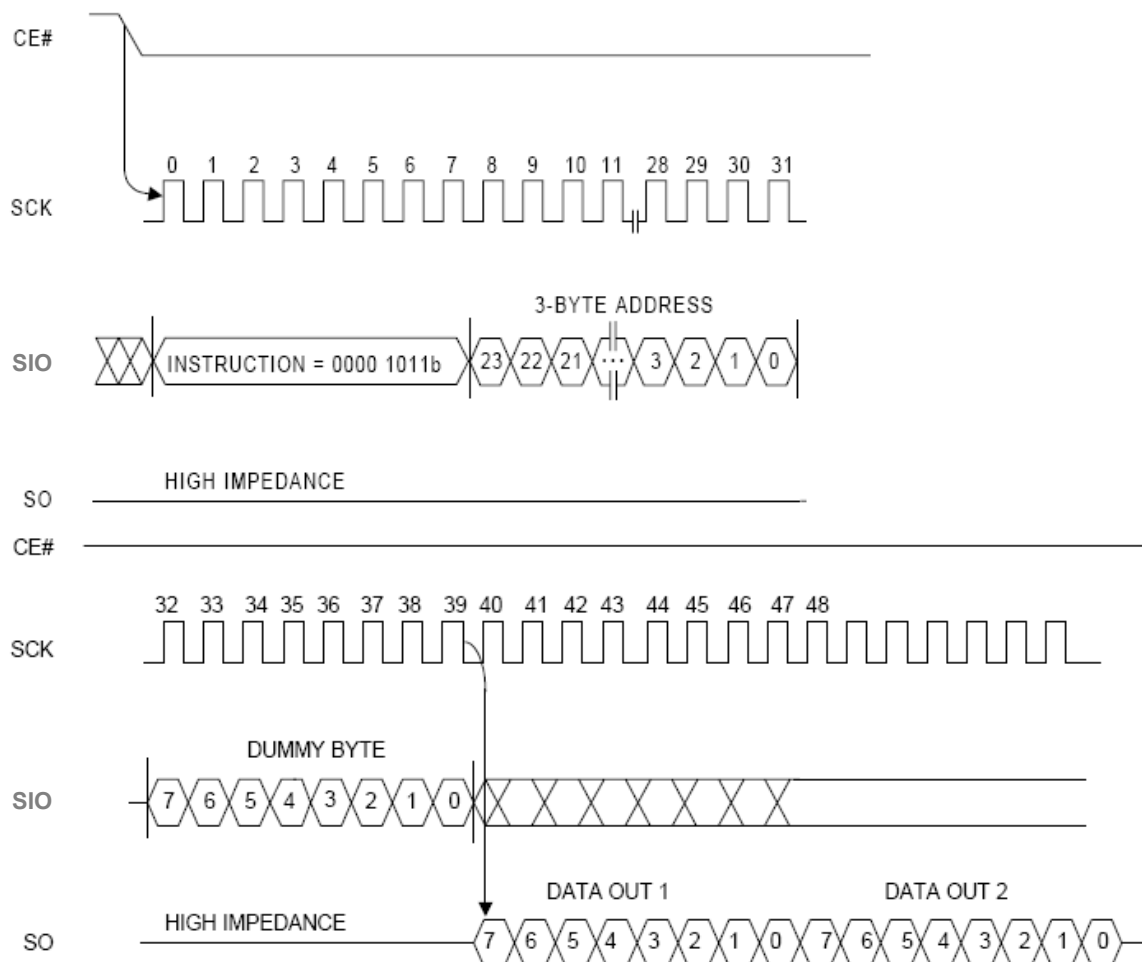 CE#
0 1 2 3 4 5 6 7 8 9 10 11 28 29 30 31
SCK
3-BYTE ADDRESS
SIO INSTRUCTION = 0000 1011b 23 22 21 ... 3 2 1 0
HIGH IMPEDANCE
SO
CE#
32 33 34 35 36 37 38 39 40 41 42 43 44 45 46 47 48
SCK
DUMMY BYTE
SIO 7 6 5 4 3 2 1 0
DATA OUT 1 DATA OUT 2
HIGH IMPEDANCE
SO 7 6 5 4 3 2 1 0 7 6 5 4 3 2 1 0